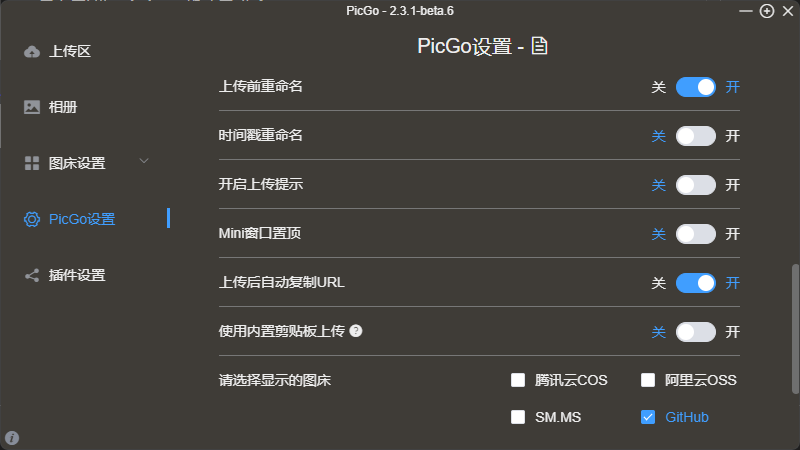 PicGo - 2.3.1-beta.6
上传区
相册
图床设置
PicGo设置
插件设置
PicGo设置 -
上传前重命名 关 开
时间戳重命名 关 开
开启上传提示 关 开
Mini窗口置顶 关 开
上传后自动复制URL 关 开
使用内置剪贴板上传 ? 关 开
请选择显示的图床 腾讯云COS 阿里云OSS
SM.MS GitHub